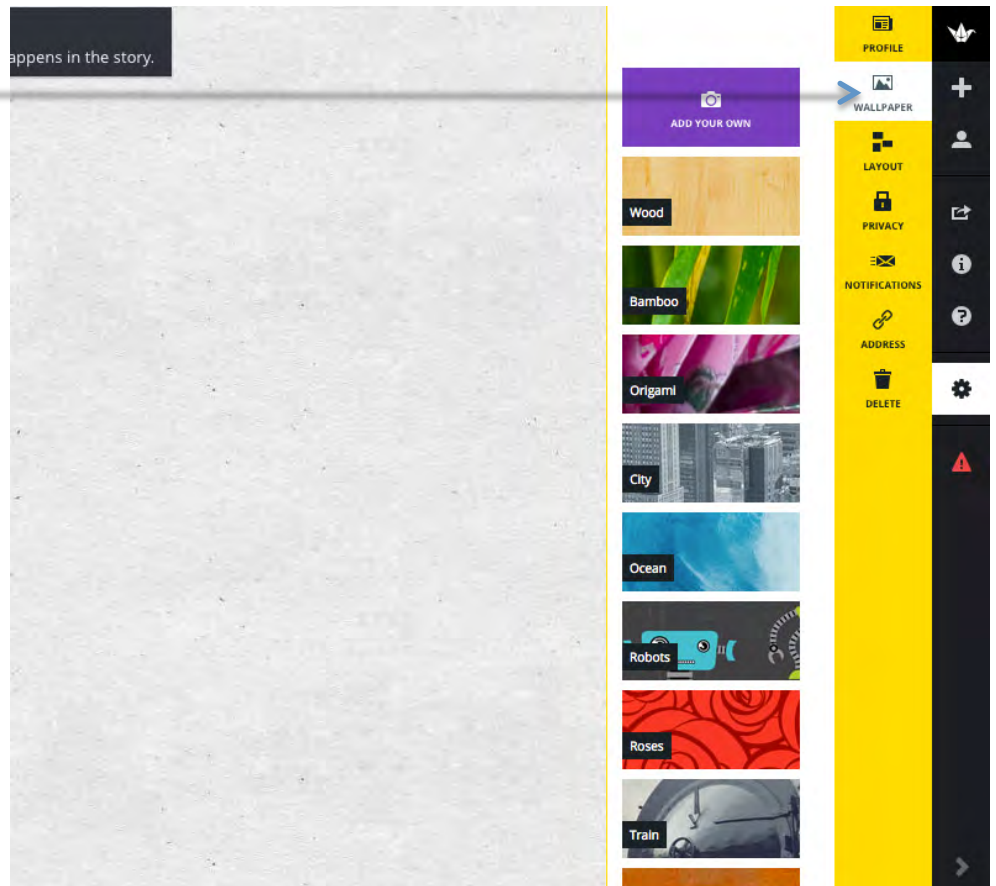 appens in the story.
ADD YOUR OWN
Wood
Bamboo
Origami
City
Ocean
Robots
Roses
Train
PROFILE
WALLPAPER
LAYOUT
PRIVACY
NOTIFICATIONS
ADDRESS
DELETE